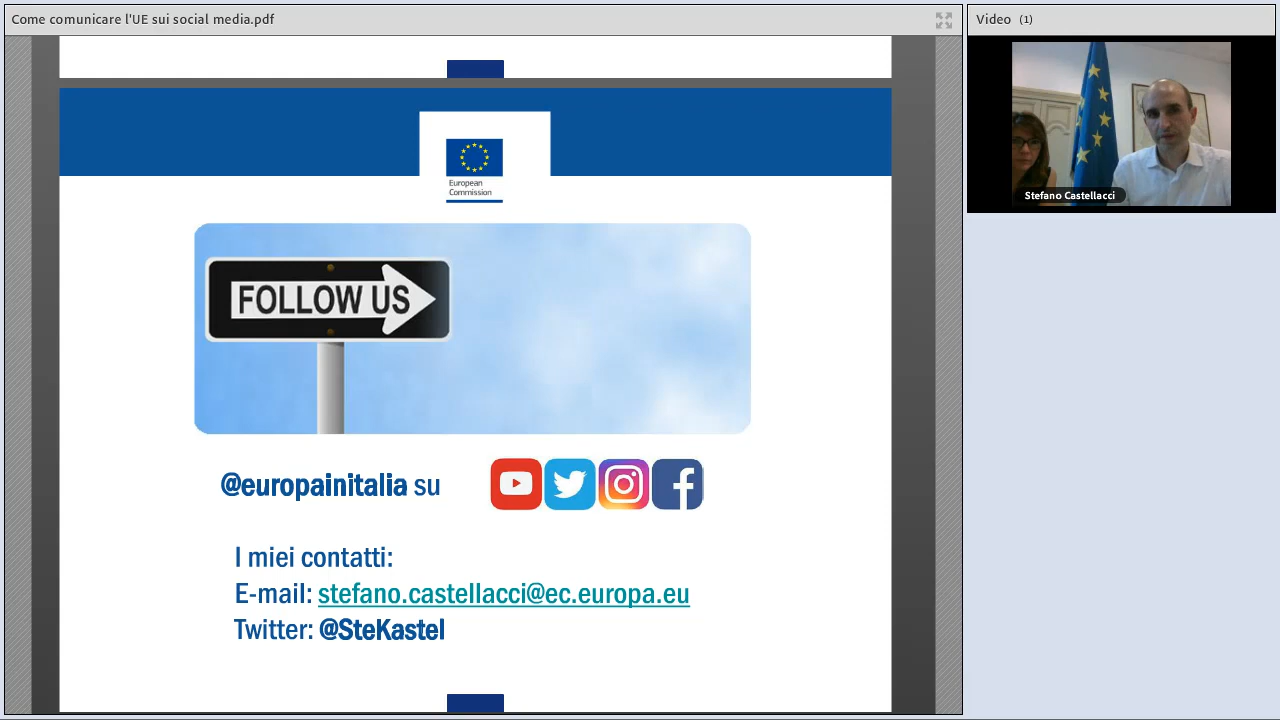 Come comunicare l'UE sui social media.pdf
Video (1)
Stefano Castellacci
European
Commission
FOLLOW US
@europainitalia su
I miei contatti:
E-mail: stefano.castellacci@ec.europa.eu
Twitter: @SteKastel